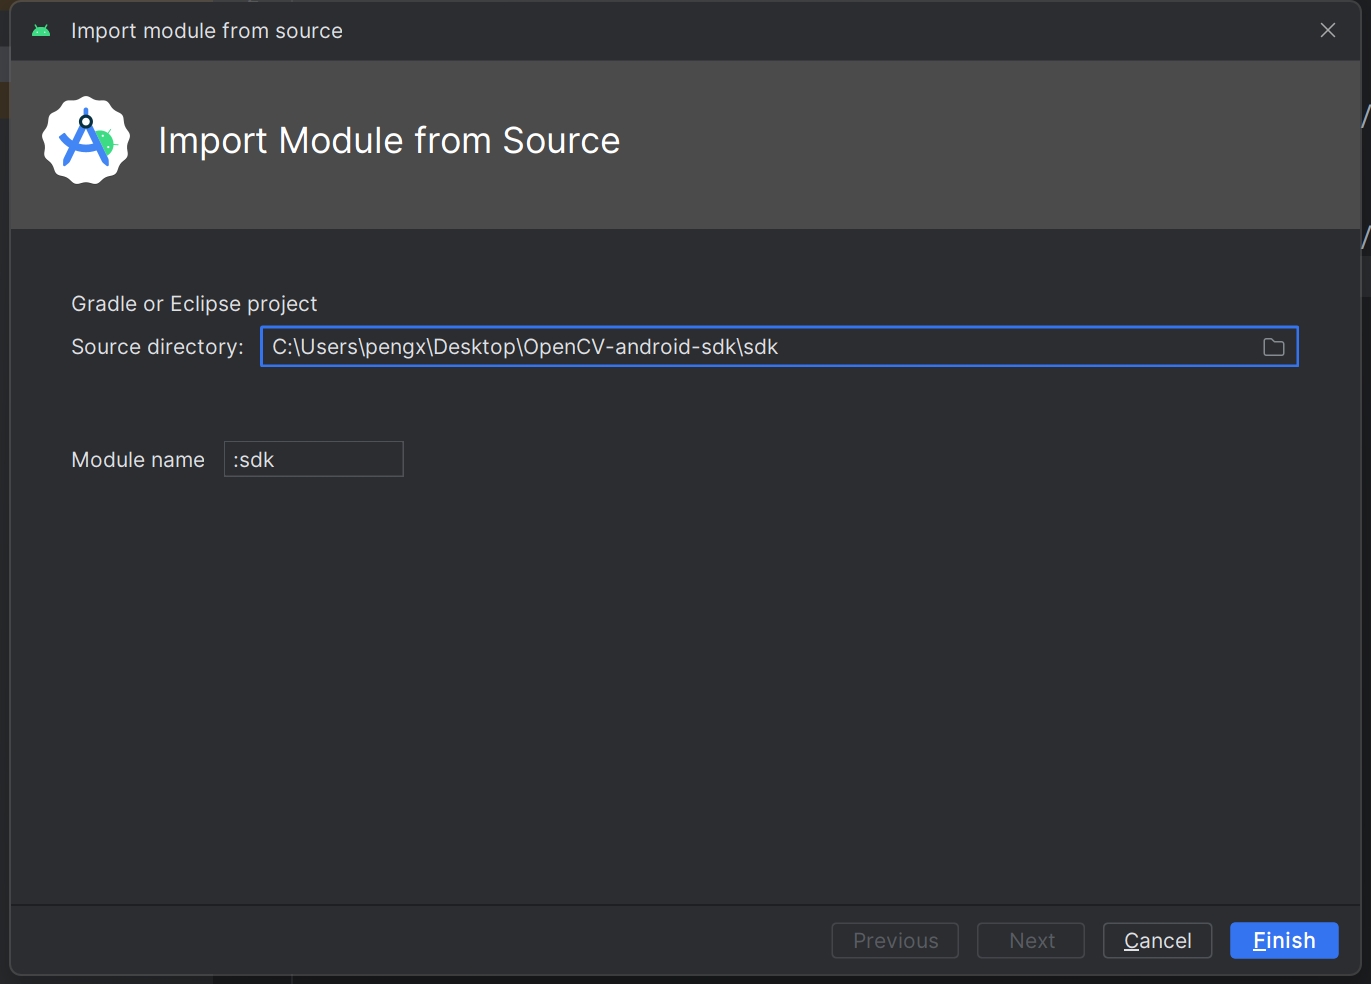 Import module from source
Import Module from Source
Gradle or Eclipse project
Source directory: C:\Users\pengx\Desktop\OpenCV-android-sdk\sdk
Module name :sdk
Previous Next Cancel Finish